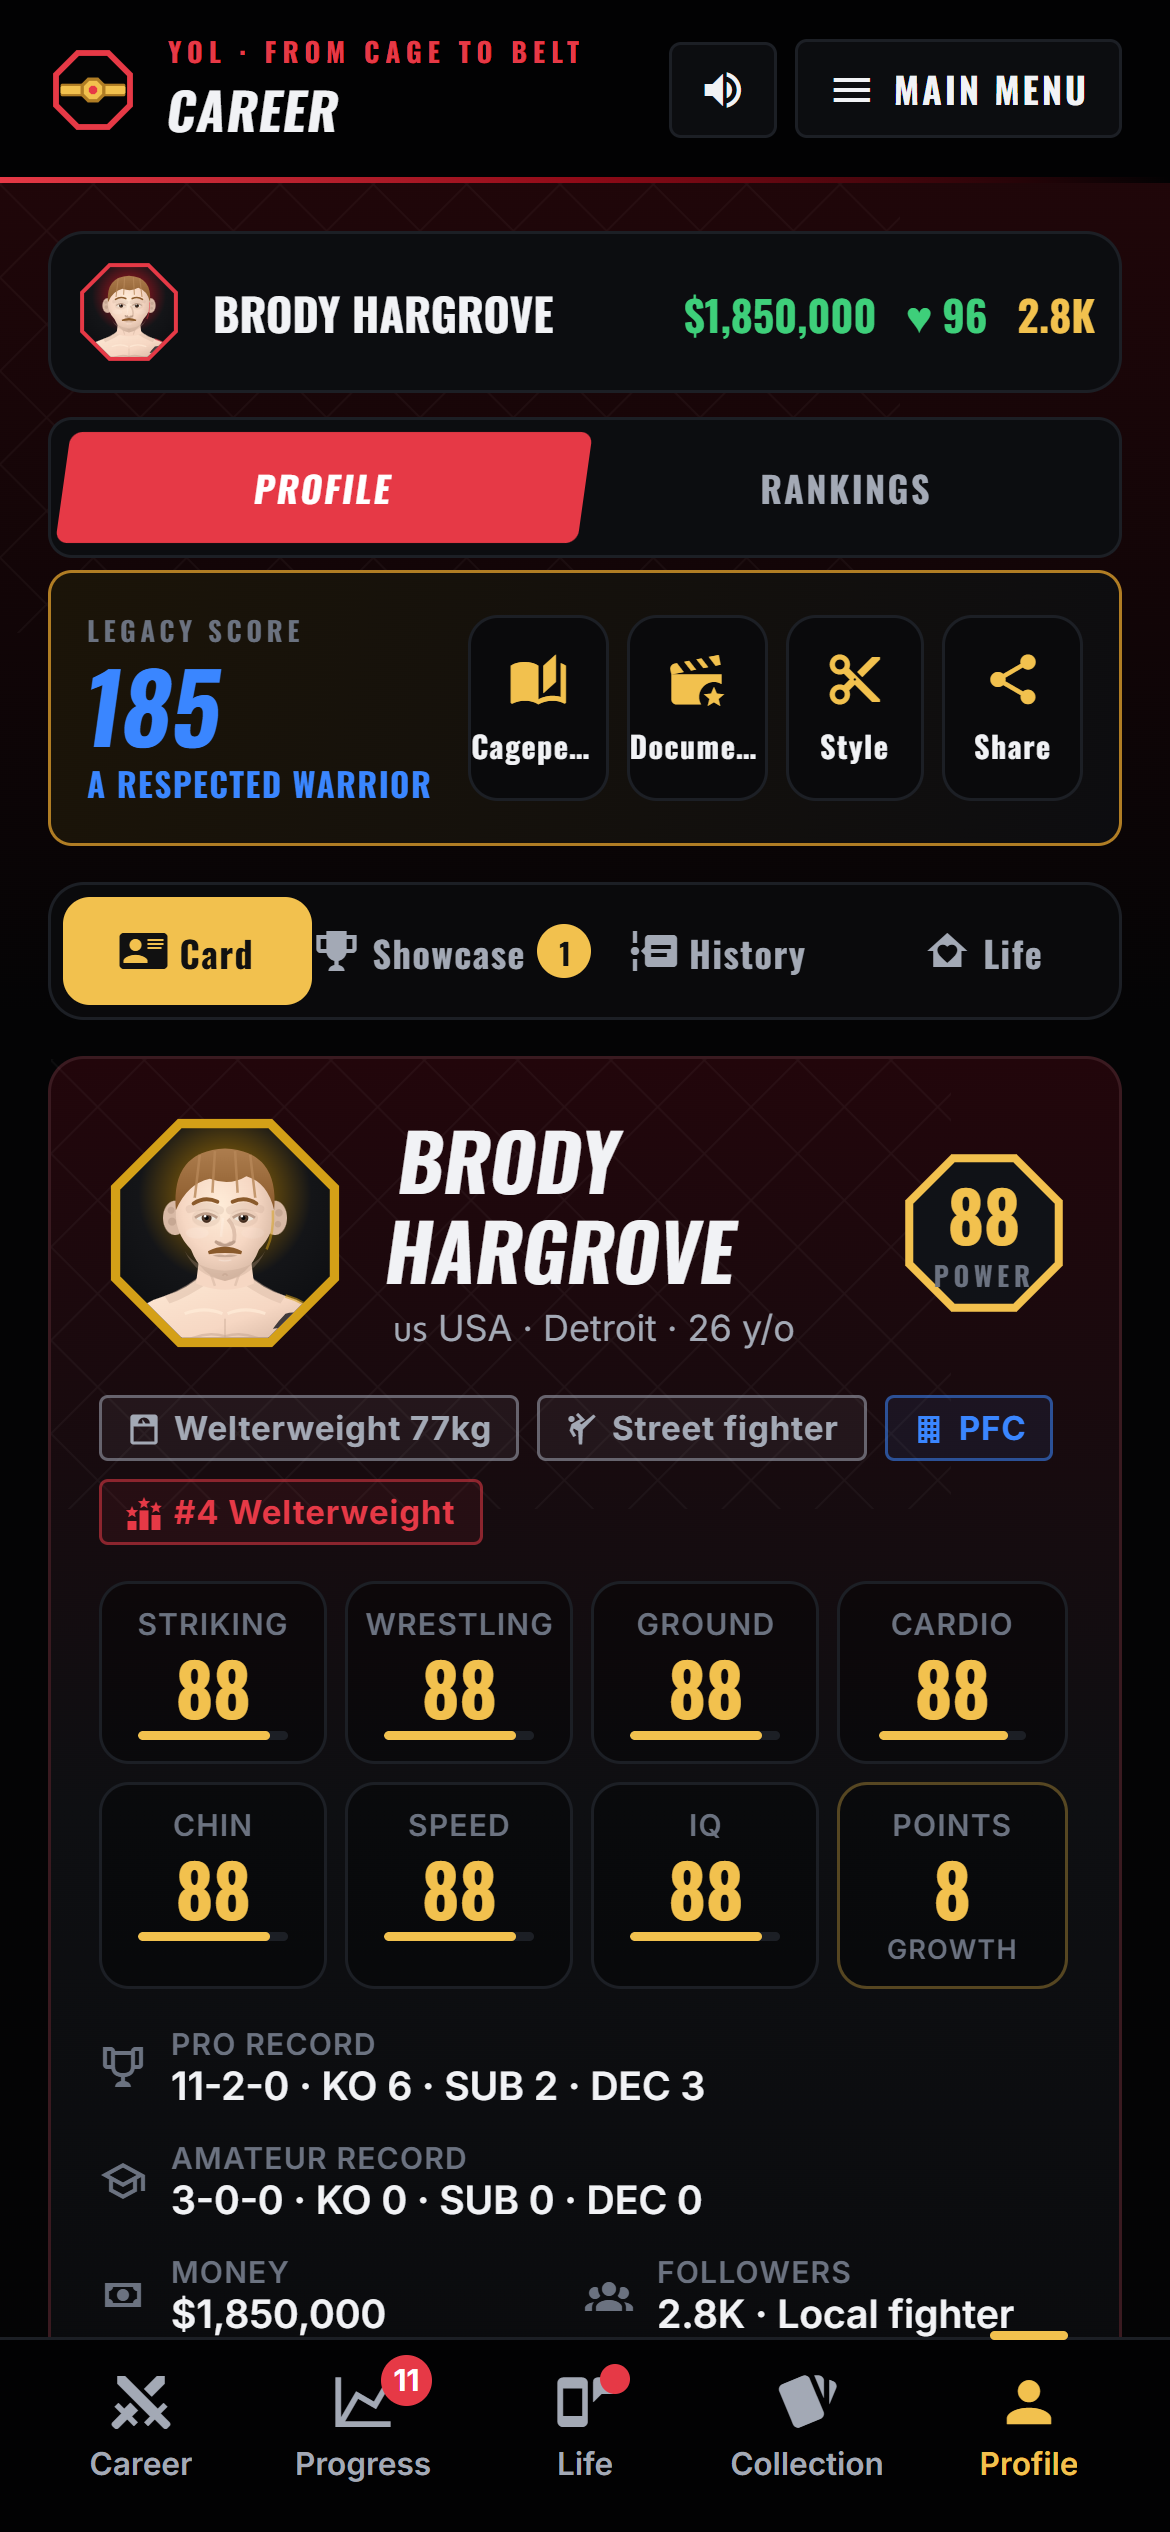 YOL · FROM CAGE TO BELT
CAREER
MAIN MENU
BRODY HARGROVE
$1,850,000 ♥ 96 2.8K
PROFILE
RANKINGS
LEGACY SCORE
185
A RESPECTED WARRIOR
Cagepe...
Docume...
Style
Share
Card
Showcase 1
History
Life
BRODY
HARGROVE
US USA · Detroit · 26 y/o
88
POWER
Welterweight 77kg
Street fighter
PFC
#4 Welterweight
STRIKING
88
WRESTLING
88
GROUND
88
CARDIO
88
CHIN
88
SPEED
88
IQ
88
POINTS
8
GROWTH
PRO RECORD
11-2-0 · KO 6 · SUB 2 · DEC 3
AMATEUR RECORD
3-0-0 · KO 0 · SUB 0 · DEC 0
MONEY
$1,850,000
FOLLOWERS
2.8K · Local fighter
Career
11
Progress
Life
Collection
Profile